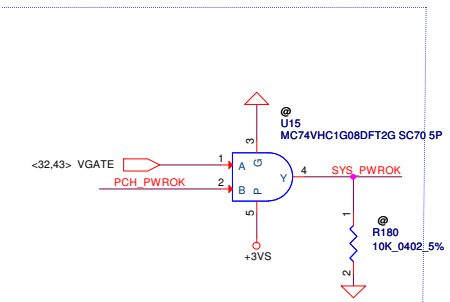 @
U15
MC74VHC1G08DFT2G SC70 5P
3
<32,43> VGATE
1
A
G
PCH_PWROK
2
B
P
Y
4
SYS_PWROK
5
+3VS
1
@
R180
10K_0402_5%
2